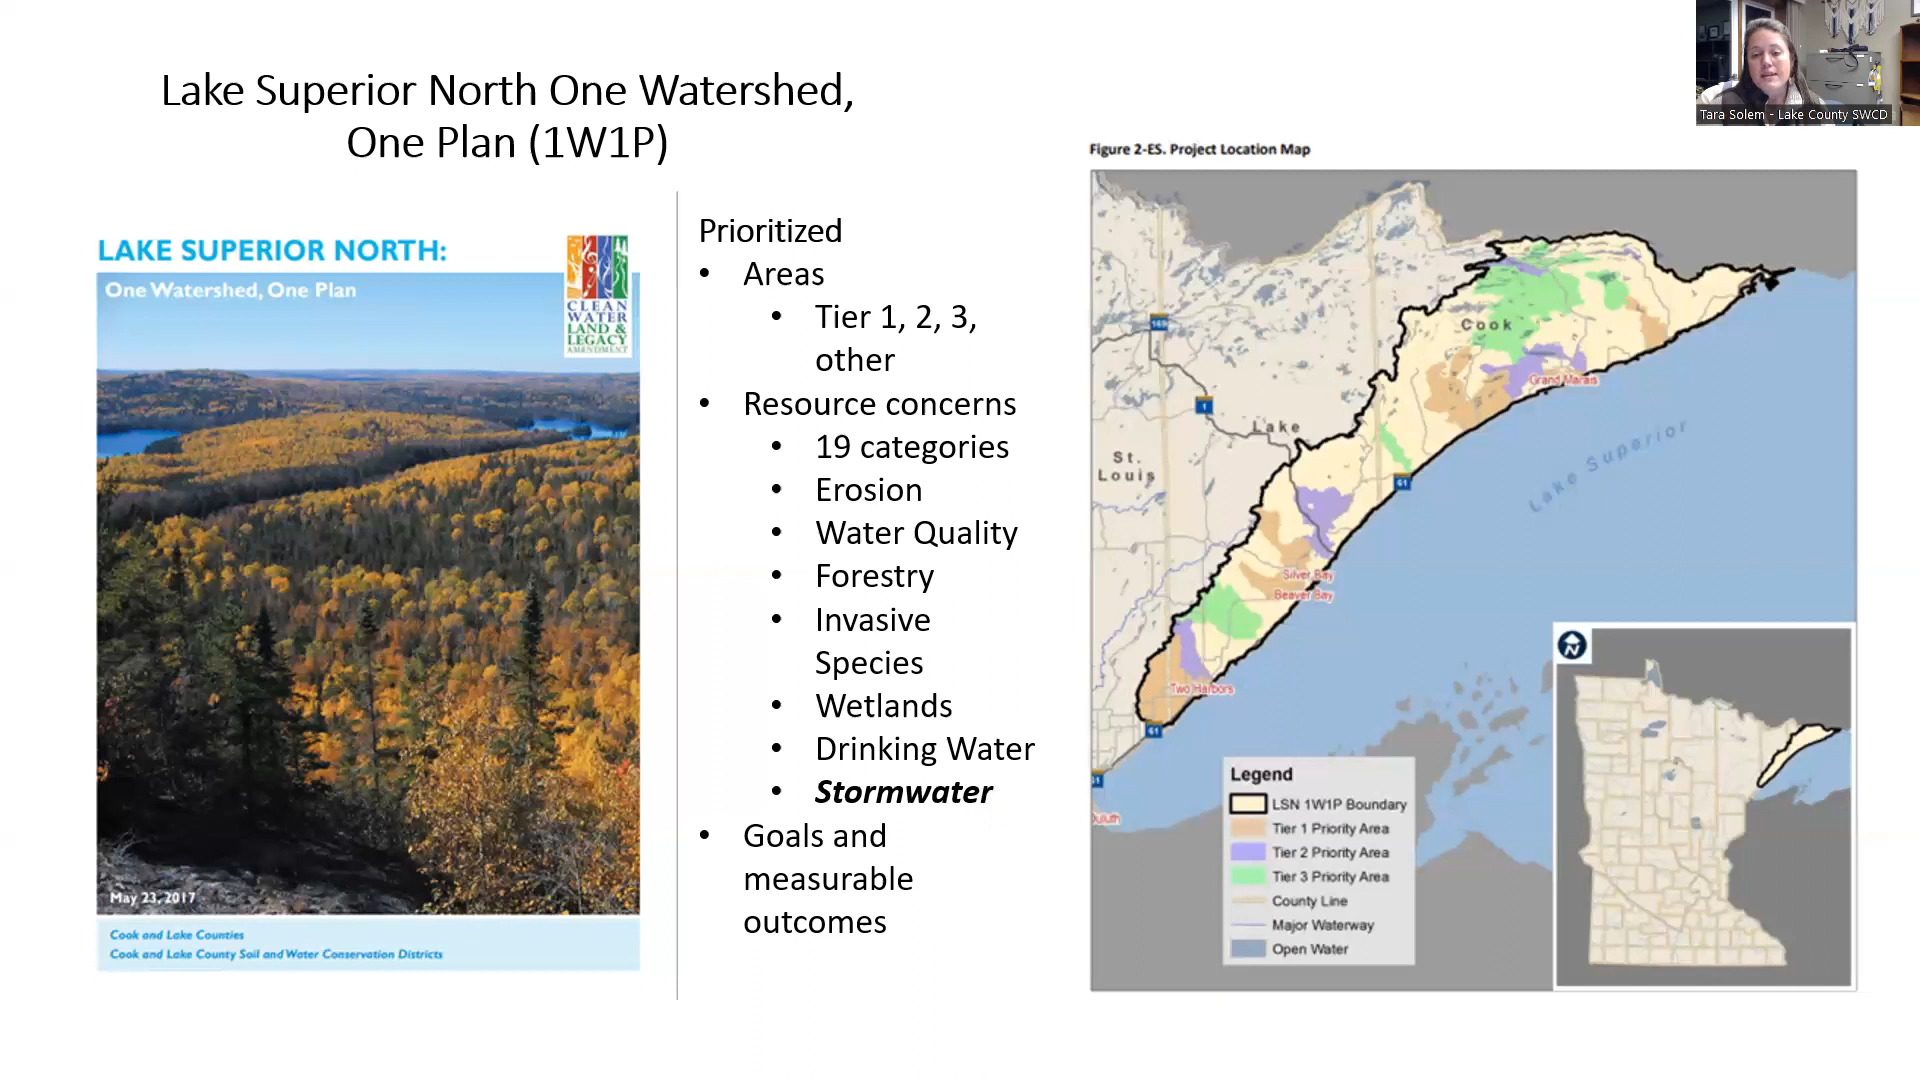 Lake Superior North One Watershed,
One Plan (1W1P)
Tara Solem - Lake County SWCD
LAKE SUPERIOR NORTH:
One Watershed, One Plan
CLEAN
WATER
LAND &
LEGACY
AMENDMENT
May 23, 2017
Cook and Lake Counties
Cook and Lake County Soil and Water Conservation Districts
Prioritized
• Areas
• Tier 1, 2, 3,
other
• Resource concerns
• 19 categories
• Erosion
• Water Quality
• Forestry
• Invasive
Species
• Wetlands
• Drinking Water
• Stormwater
• Goals and
measurable
outcomes
Figure 2-ES. Project Location Map
Cook
Grand Marais
1
Lake
St.
Louis
Lake Superior
61
Silver Bay
Beaver Bay
Two Harbors
61
61
N
Legend
LSN 1W1P Boundary
Tier 1 Priority Area
Tier 2 Priority Area
Tier 3 Priority Area
County Line
Major Waterway
Open Water